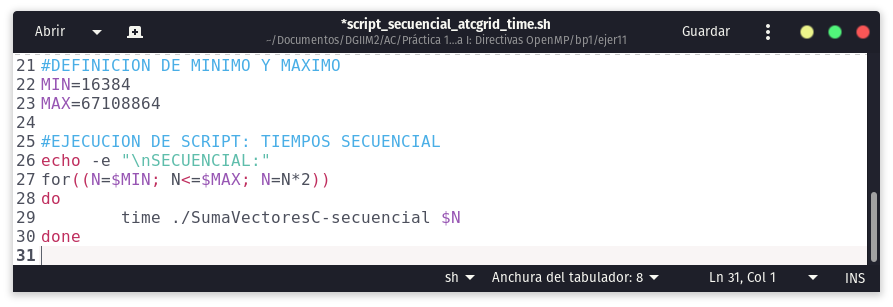 Abrir
*script_secuencial_atcgrid_time.sh
~/Documentos/DGIIM2/AC/Práctica 1...a I: Directivas OpenMP/bp1/ejer11
Guardar
21 #DEFINICION DE MINIMO Y MAXIMO
22 MIN=16384
23 MAX=67108864
24
25 #EJECUCION DE SCRIPT: TIEMPOS SECUENCIAL
26 echo -e "\nSECUENCIAL:"
27 for((N=$MIN; N<=$MAX; N=N*2))
28 do
29         time ./SumaVectoresC-secuencial $N
30 done
31
sh Anchura del tabulador: 8 Ln 31, Col 1 INS